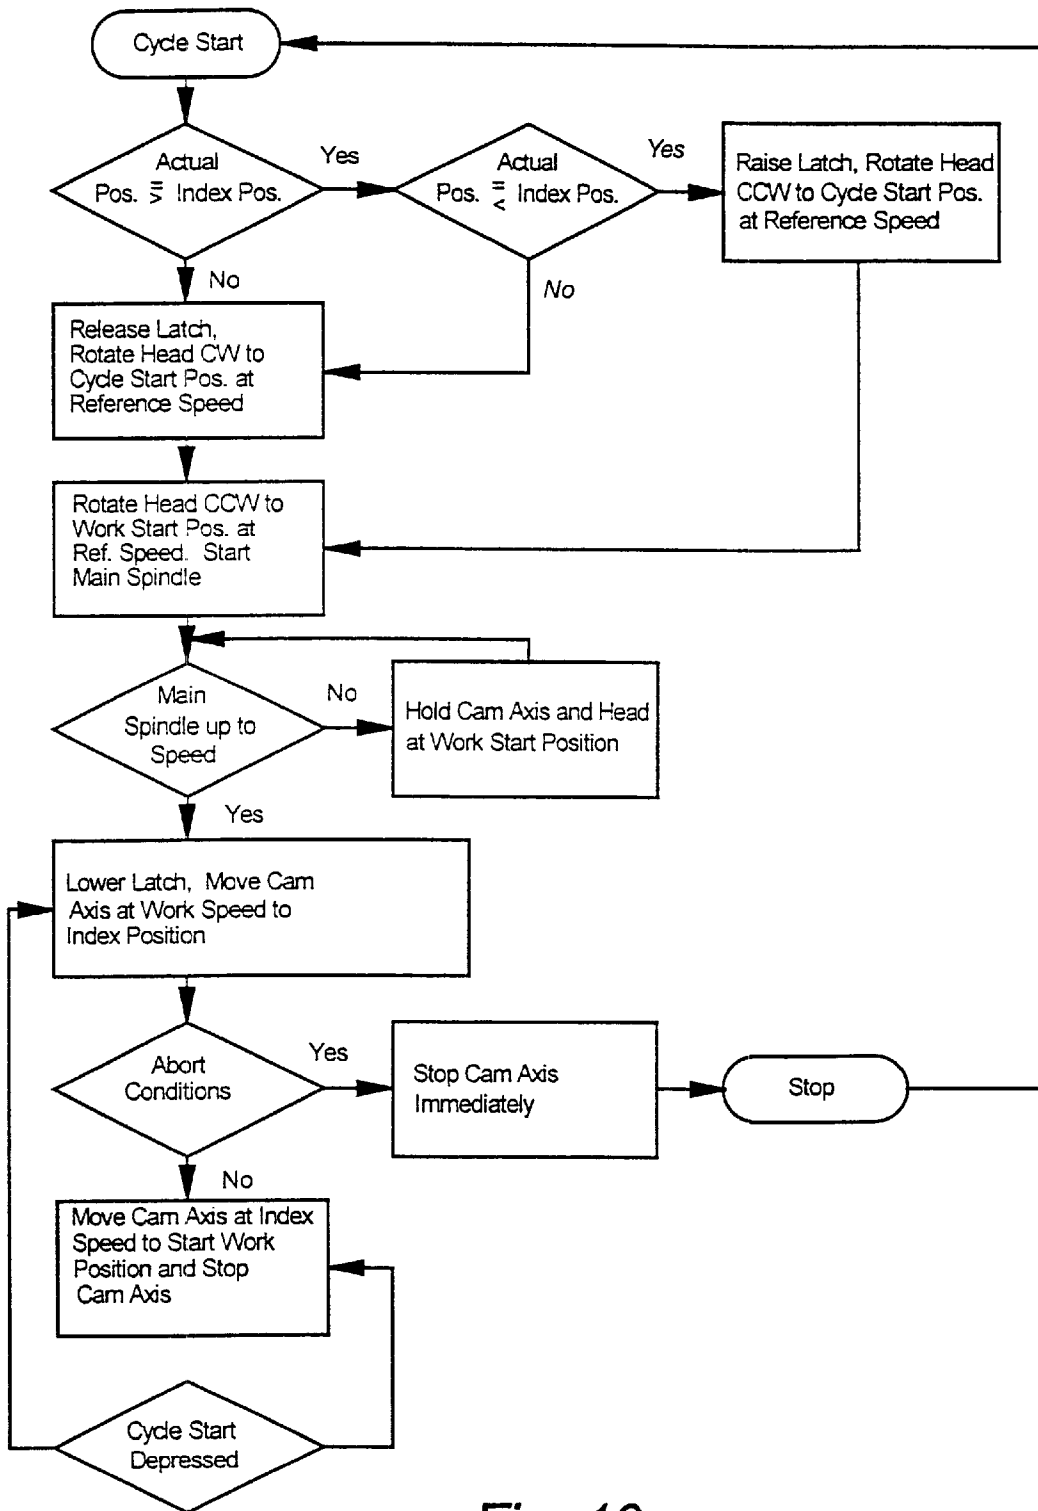 Cycle Start
Actual
Pos. ≥ Index Pos.
Yes
Actual
Pos. ≤ Index Pos.
Yes
Raise Latch, Rotate Head
CCW to Cycle Start Pos.
at Reference Speed
No
No
Release Latch,
Rotate Head CW to
Cycle Start Pos. at
Reference Speed
Rotate Head CCW to
Work Start Pos. at
Ref. Speed. Start
Main Spindle
Main
Spindle up to
Speed
No
Hold Cam Axis and Head
at Work Start Position
Yes
Lower Latch, Move Cam
Axis at Work Speed to
Index Position
Abort
Conditions
Yes
Stop Cam Axis
Immediately
Stop
No
Move Cam Axis at Index
Speed to Start Work
Position and Stop
Cam Axis
Cycle Start
Depressed